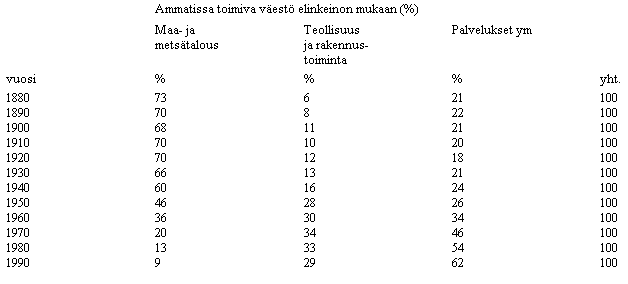 Ammatissa toimiva väestö elinkeinon mukaan (%)
Maa- ja Teollisuus Palvelukset ym
metsätalous ja rakennus-
toiminta
vuosi % % % yht.
1880 73 6 21 100
1890 70 8 22 100
1900 68 11 21 100
1910 70 10 20 100
1920 70 12 18 100
1930 66 13 21 100
1940 60 16 24 100
1950 46 28 26 100
1960 36 30 34 100
1970 20 34 46 100
1980 13 33 54 100
1990 9 29 62 100